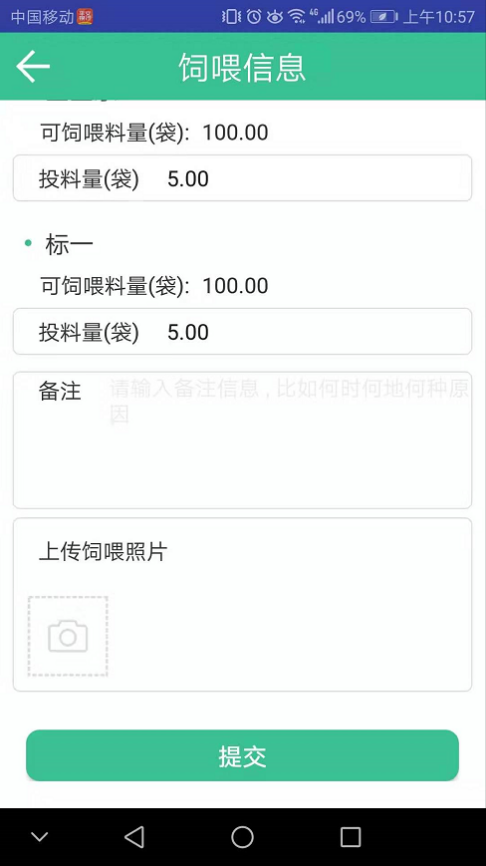 中国移动 4G 69% 上午10:57
饲喂信息
可饲喂料量(袋): 100.00
投料量(袋) 5.00
标一
可饲喂料量(袋): 100.00
投料量(袋) 5.00
备注 请输入备注信息,比如何时何地何种原
因
上传饲喂照片
提交